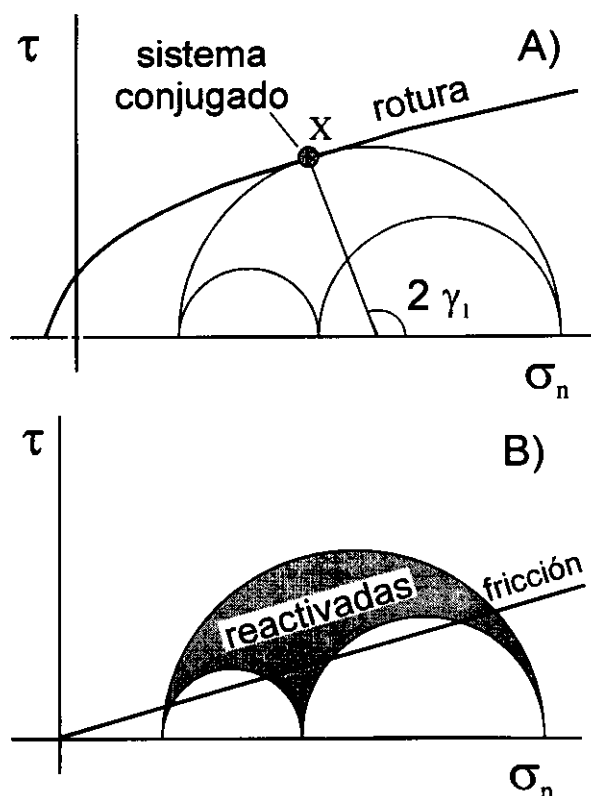 τ
A)
sistema
conjugado
X
rotura
2 γ₁
σₙ
τ
B)
reactivadas
fricción
σₙ